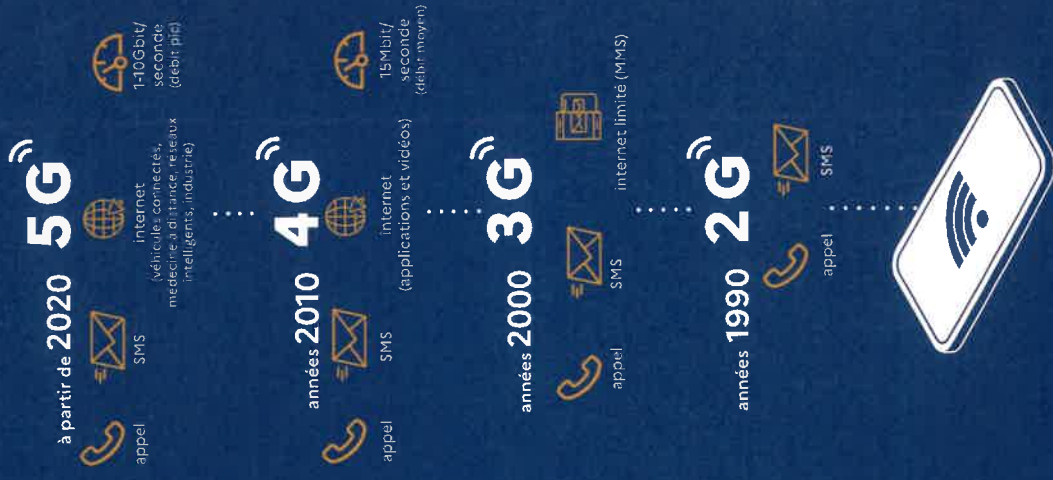 à partir de 2020 5G
appel
SMS
internet
(véhicules connectés,
médecine à distance, réseaux
intelligents, industrie)
1-10Gbit/
seconde
(débit pic)
années 2010 4G
appel
SMS
internet
(applications et vidéos)
15Mbit/
seconde
(débit moyen)
années 2000 3G
appel
SMS
internet limité (MMS)
années 1990 2G
appel
SMS